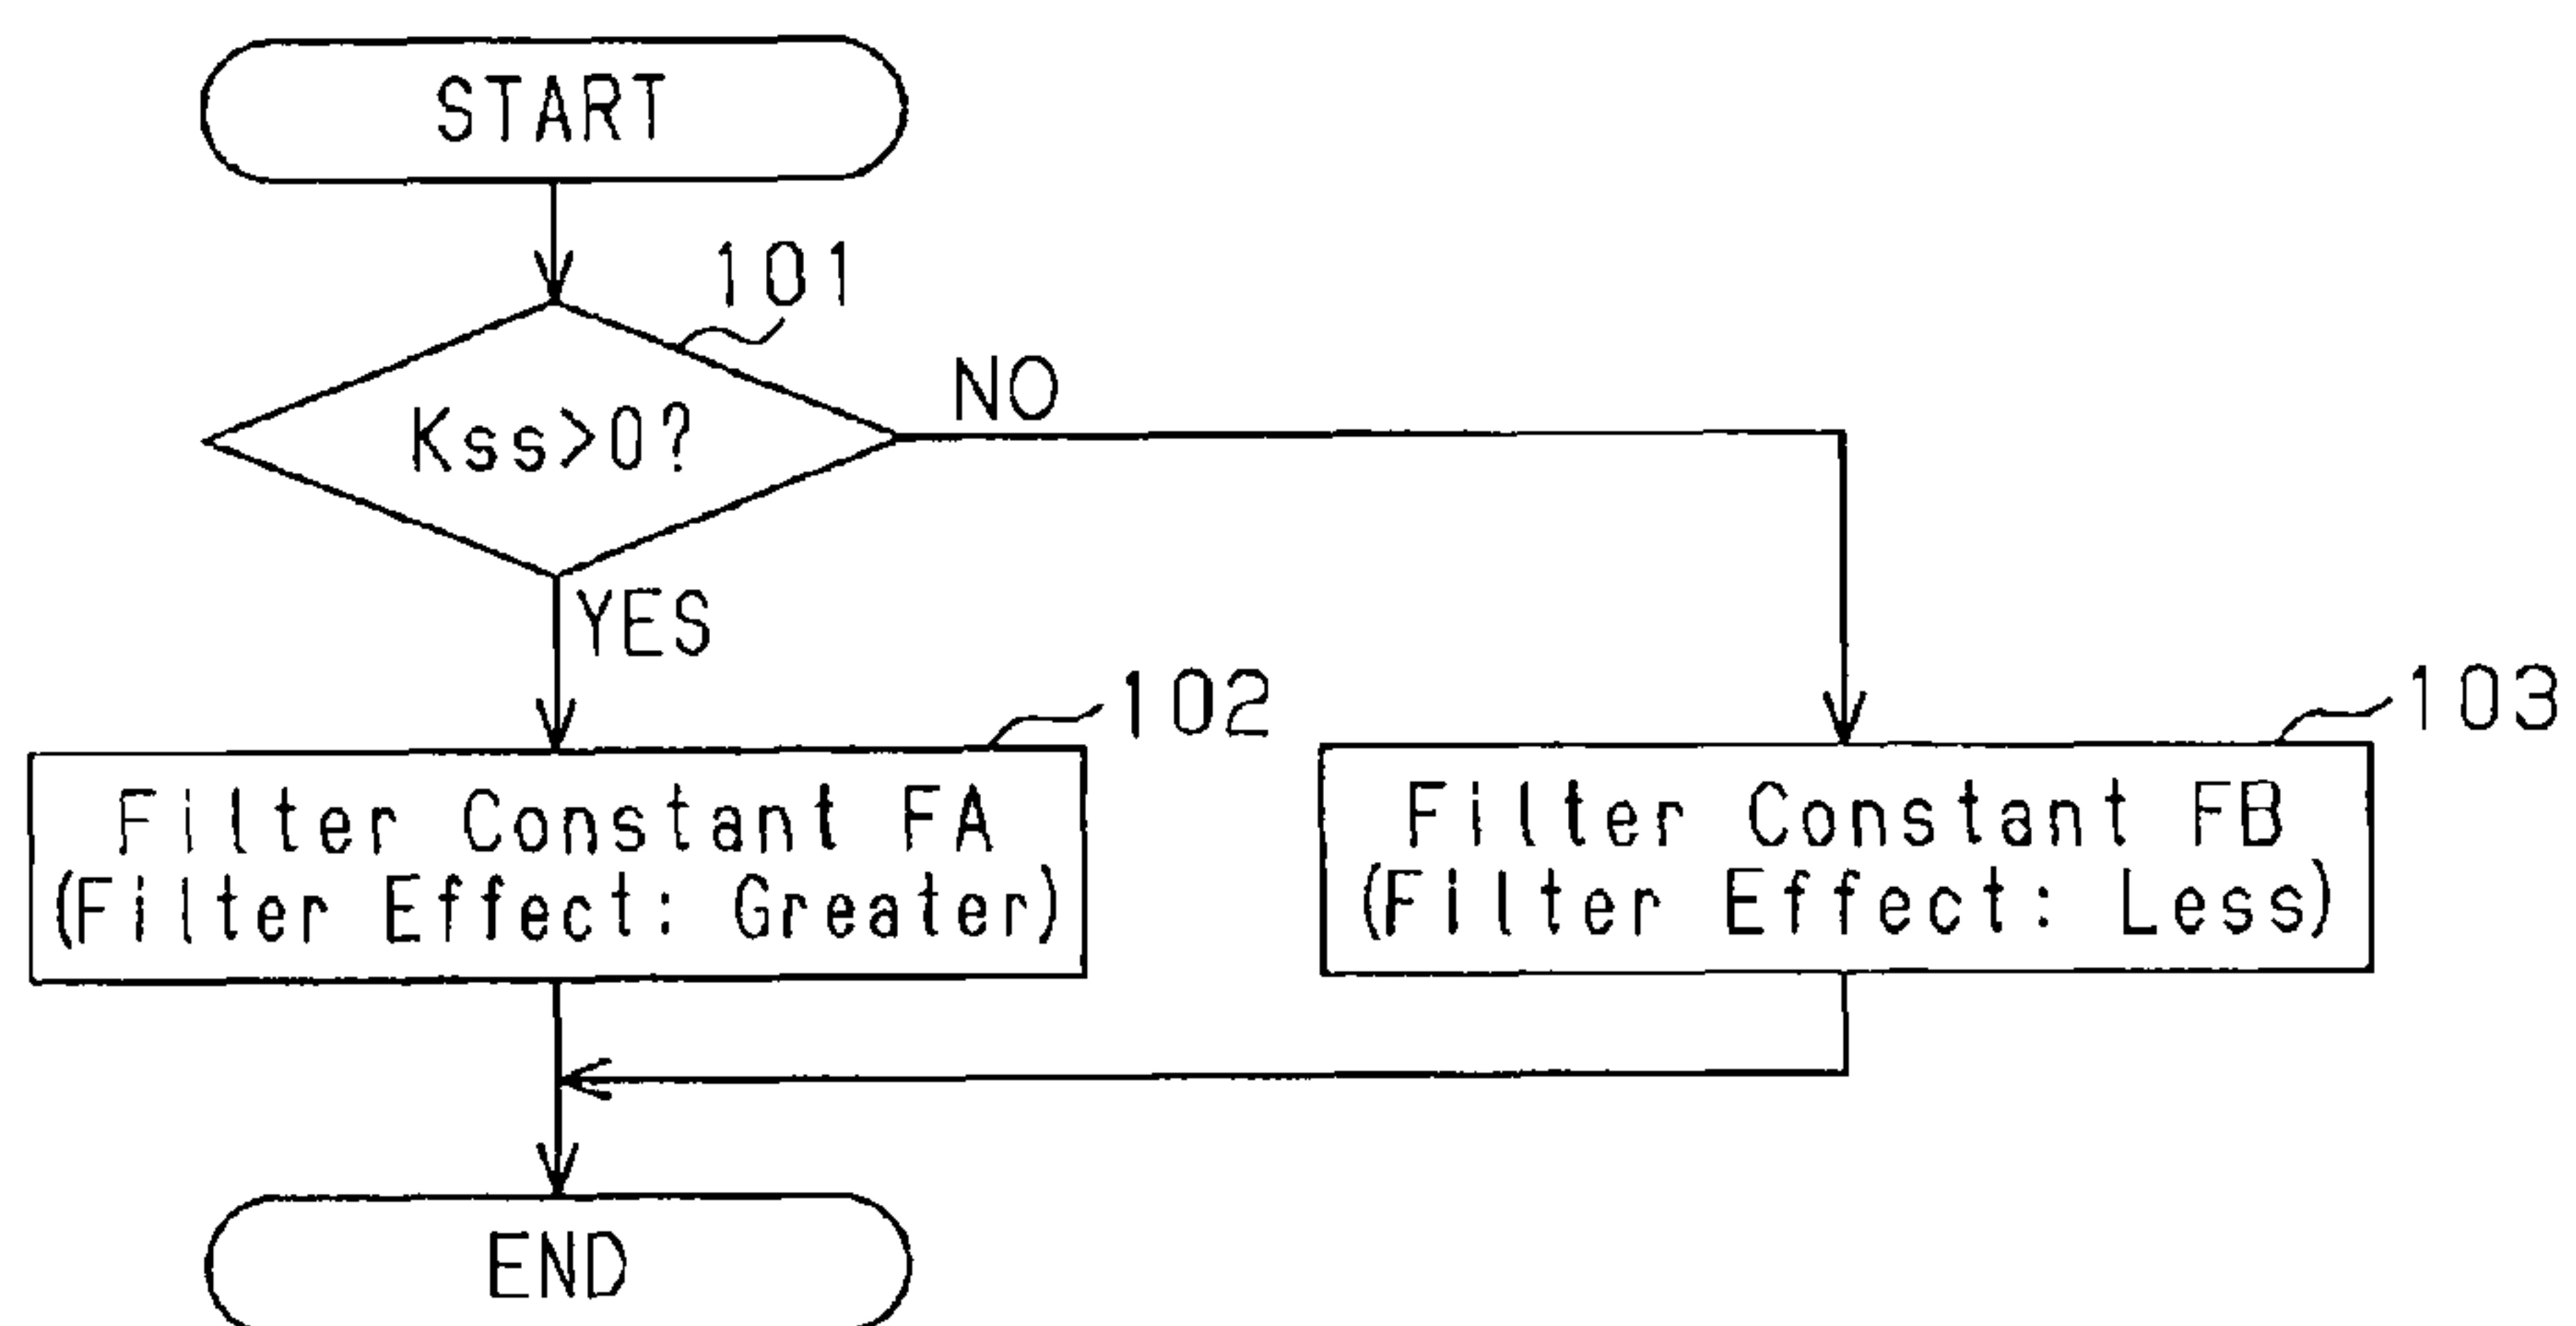 START
101
Kss>0?
NO
YES
102
103
Filter Constant FA
(Filter Effect: Greater)
Filter Constant FB
(Filter Effect: Less)
END